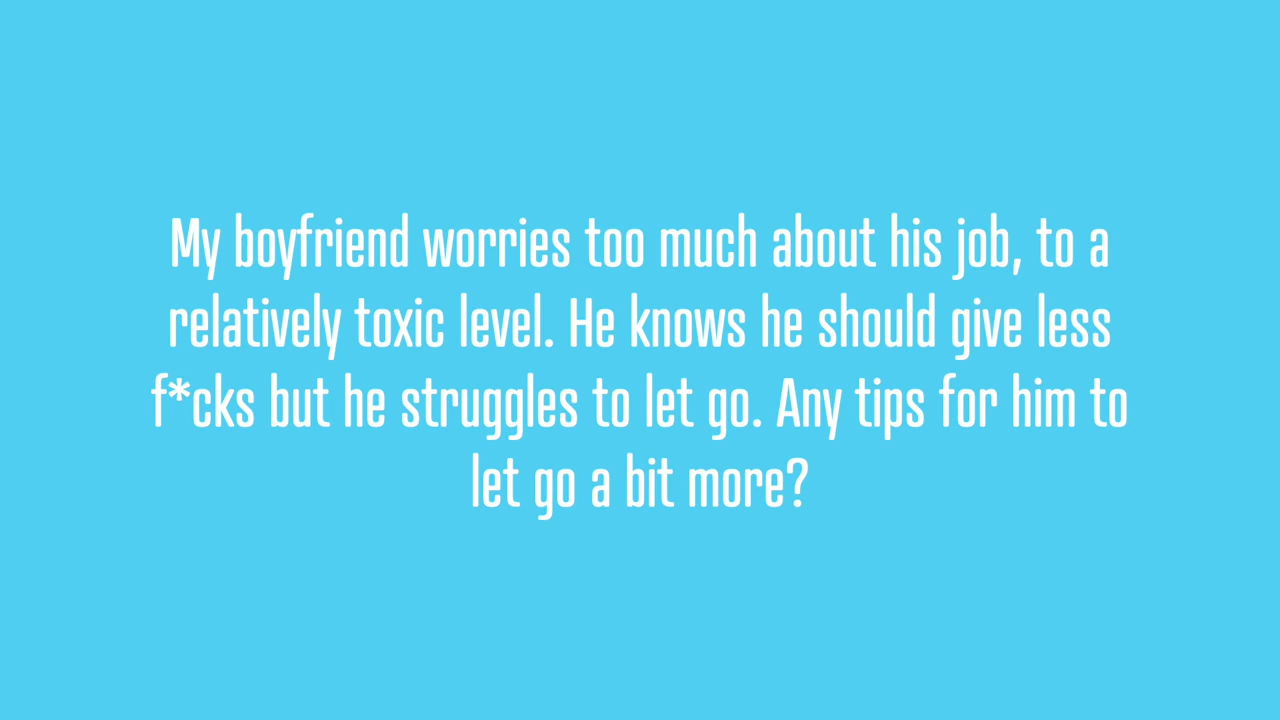 My boyfriend worries too much about his job, to a
relatively toxic level. He knows he should give less
f*cks but he struggles to let go. Any tips for him to
let go a bit more?